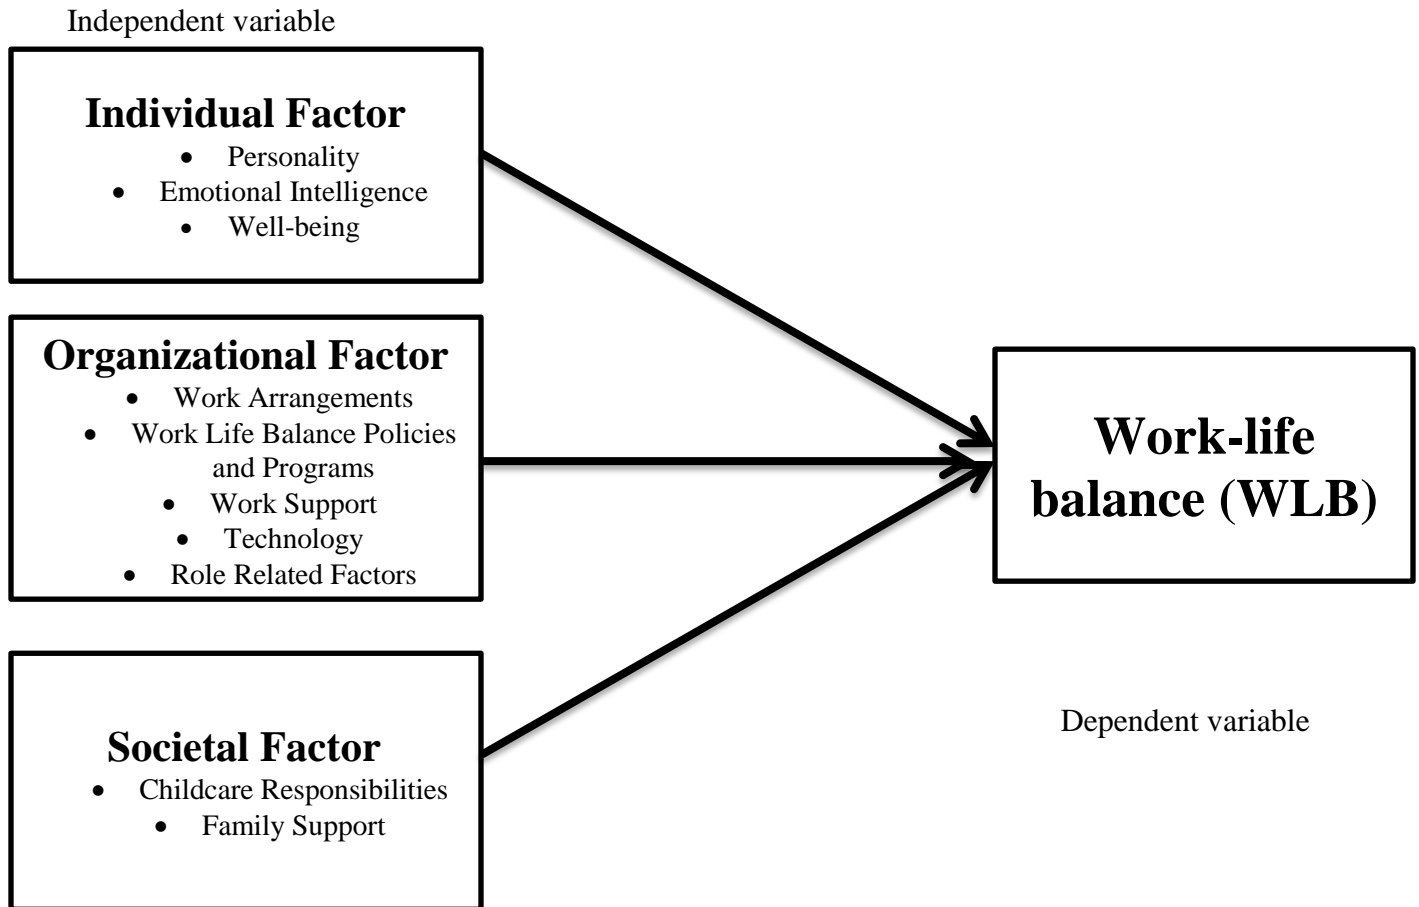 Independent variable
Individual Factor
• Personality
• Emotional Intelligence
• Well-being
Organizational Factor
• Work Arrangements
• Work Life Balance Policies
and Programs
• Work Support
• Technology
• Role Related Factors
Societal Factor
• Childcare Responsibilities
• Family Support
Work-life
balance (WLB)
Dependent variable